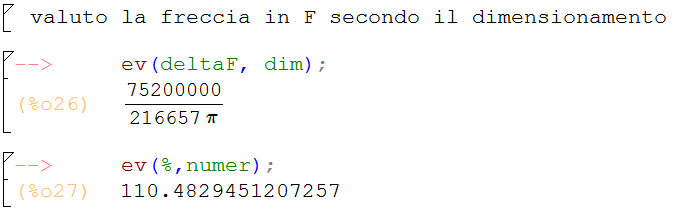 valuto la freccia in F secondo il dimensionamento
--> ev(deltaF, dim);
(%o26) 75200000
216657 π
--> ev(%,numer);
(%o27) 110.4829451207257